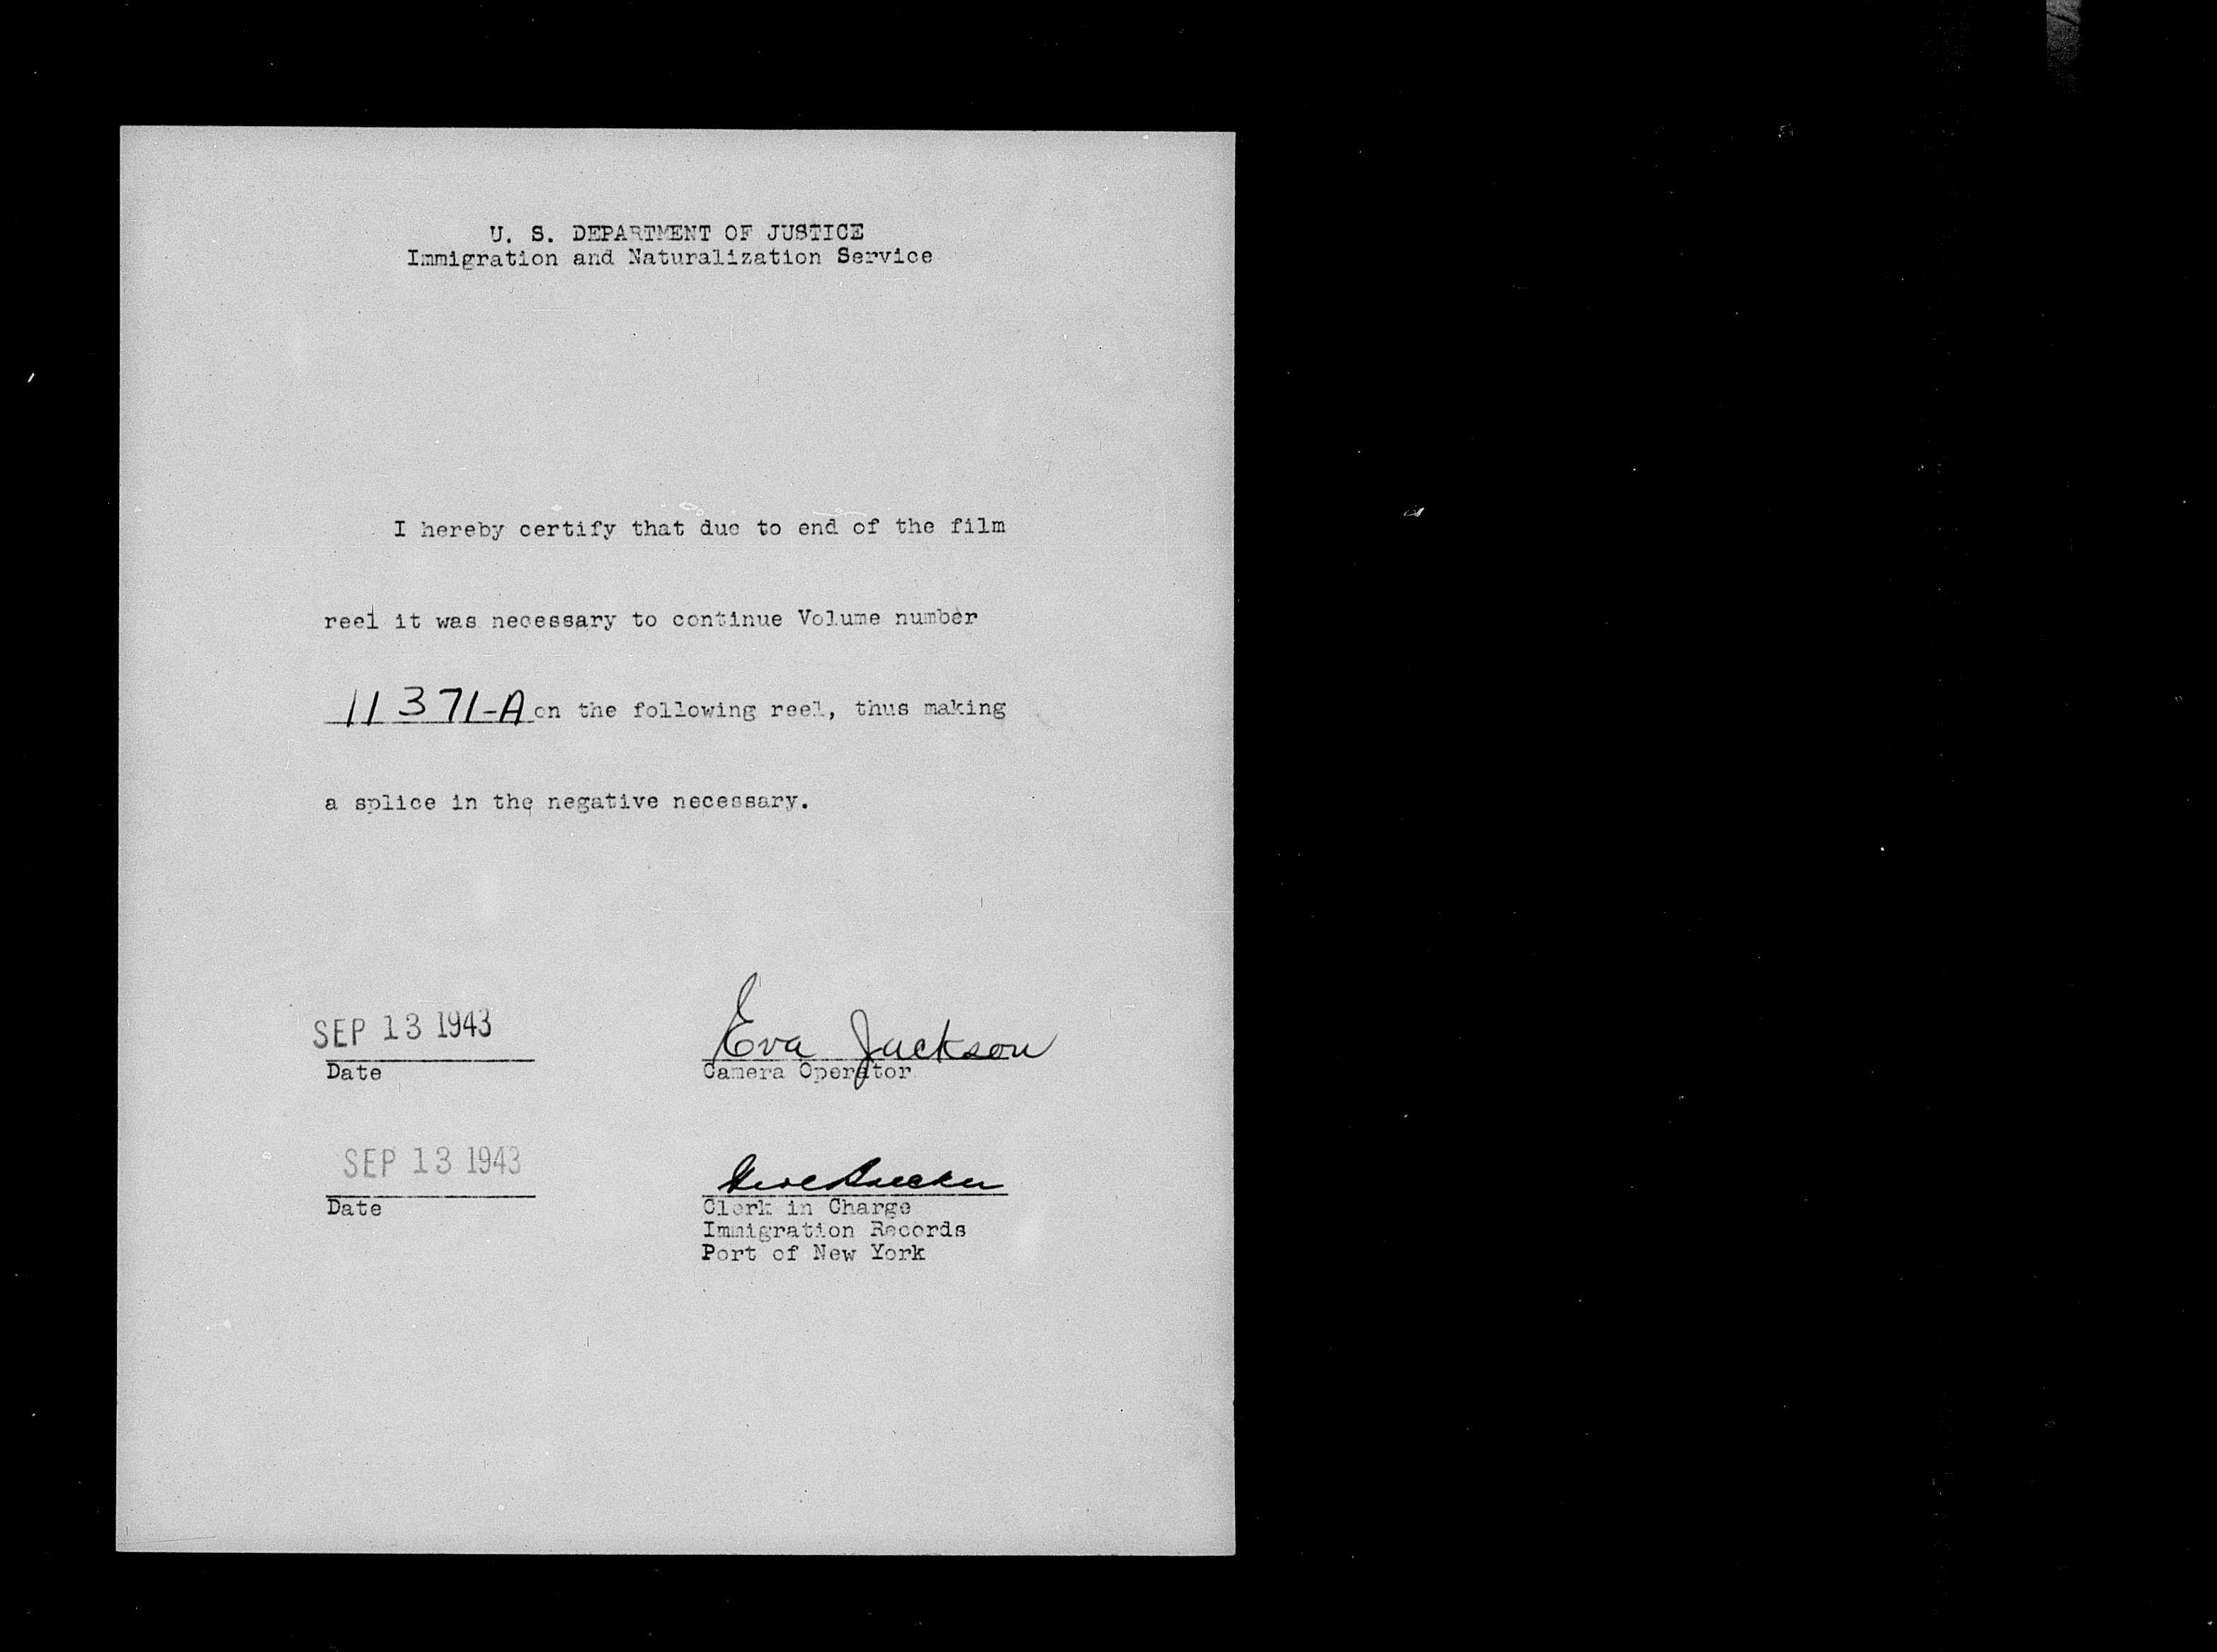 U. S. DEPARTMENT OF JUSTICE
Immigration and Naturalization Service
I hereby certify that due to end of the film
reel it was necessary to continue Volume number
11371-A on the following reel, thus making
a splice in the negative necessary.
SEP 13 1943
Date
Eva Jackson
Camera Operator
SEP 13 1943
Date
Clerk in Charge
Immigration Records
Port of New York